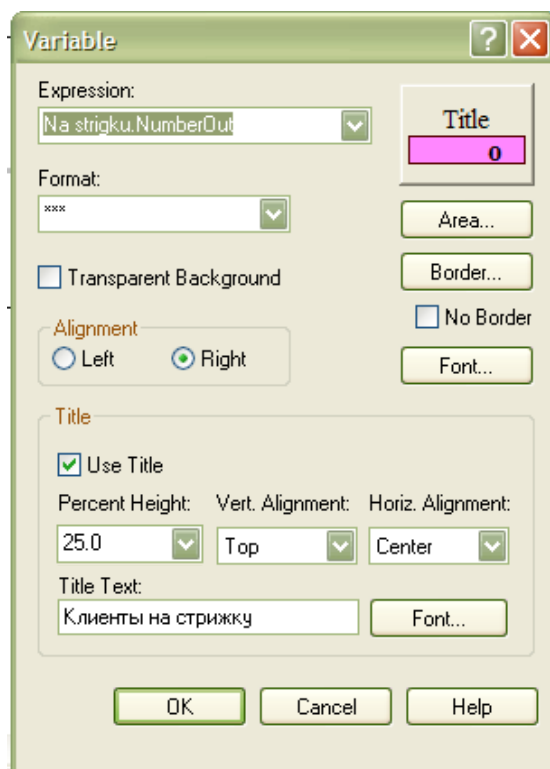 Variable
Expression:
Na strigku.NumberOut
Title
0
Format:
***
Area...
Transparent Background
Border...
No Border
Alignment
Left
Right
Font...
Title
Use Title
Percent Height:
Vert. Alignment:
Horiz. Alignment:
25.0
Top
Center
Title Text:
Клиенты на стрижку
Font...
OK
Cancel
Help